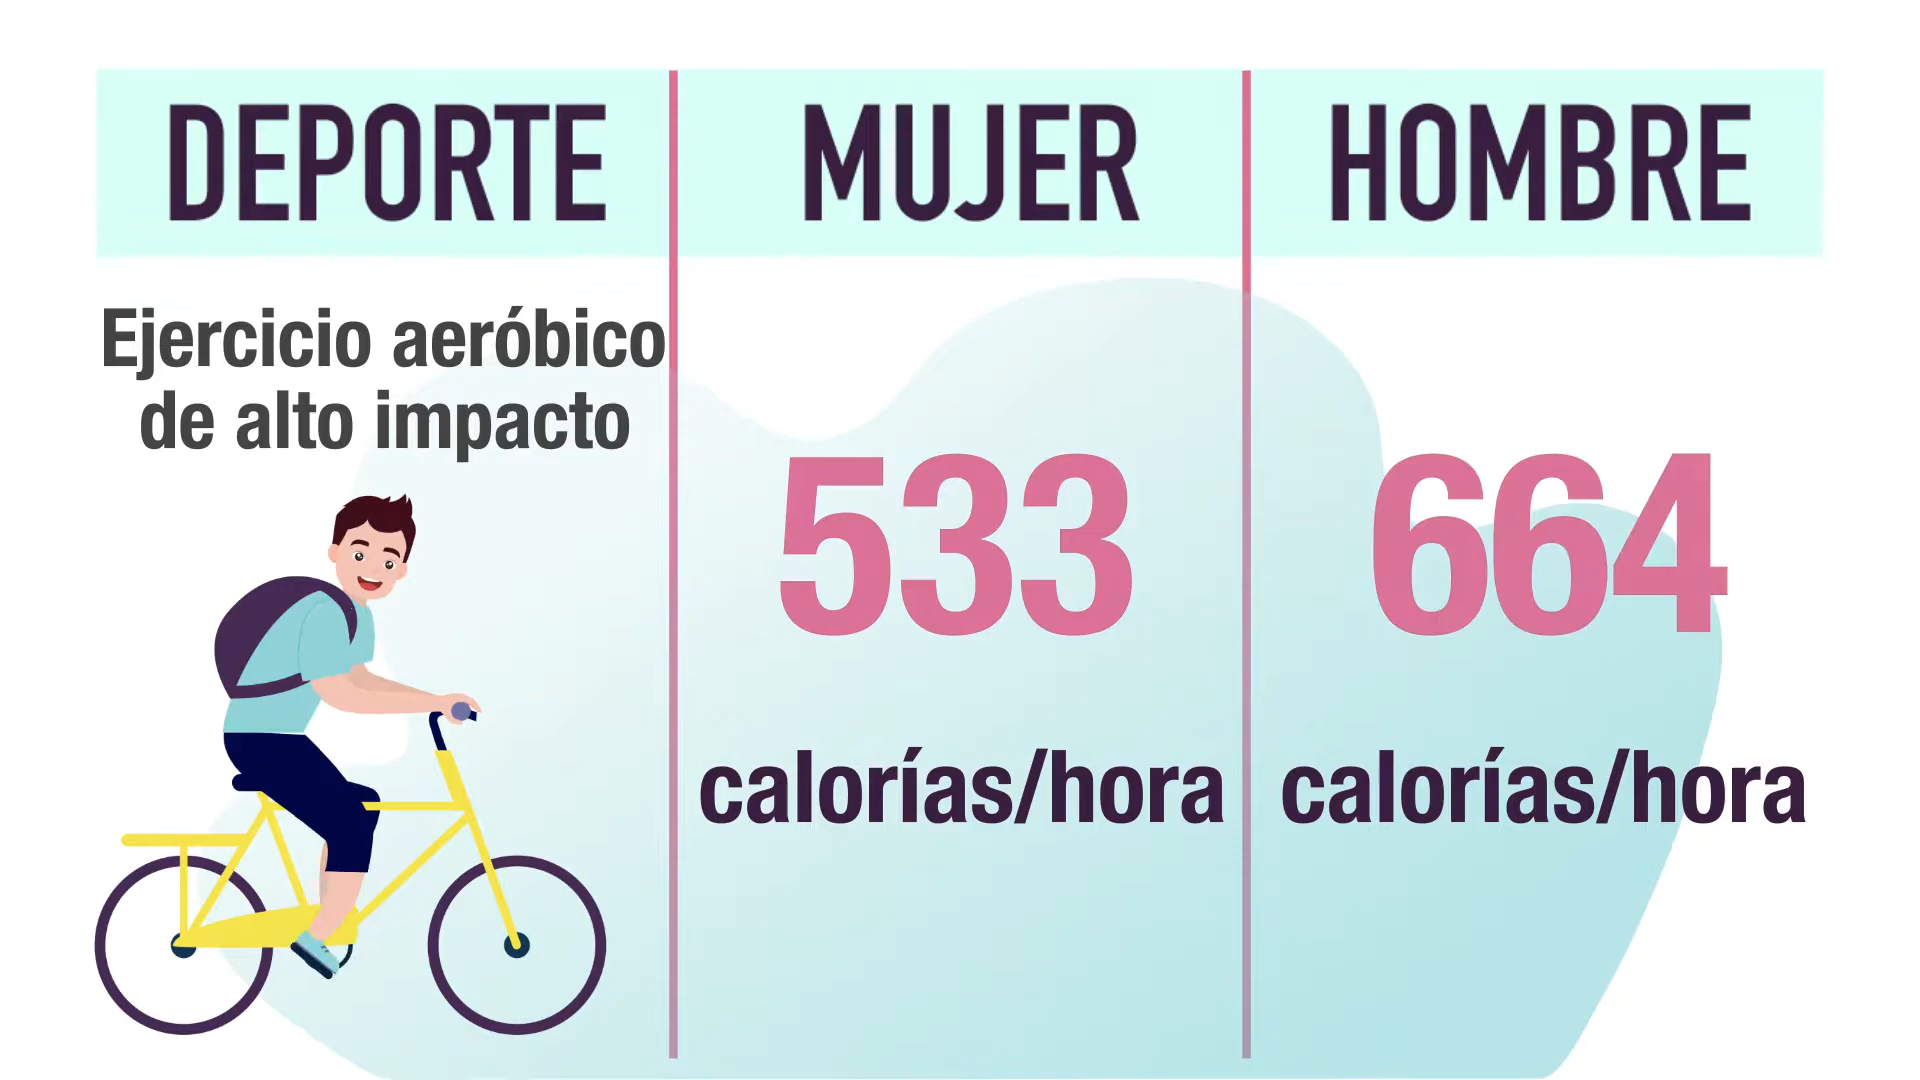 DEPORTE
MUJER
HOMBRE
Ejercicio aeróbico
de alto impacto
533
664
calorías/hora
calorías/hora